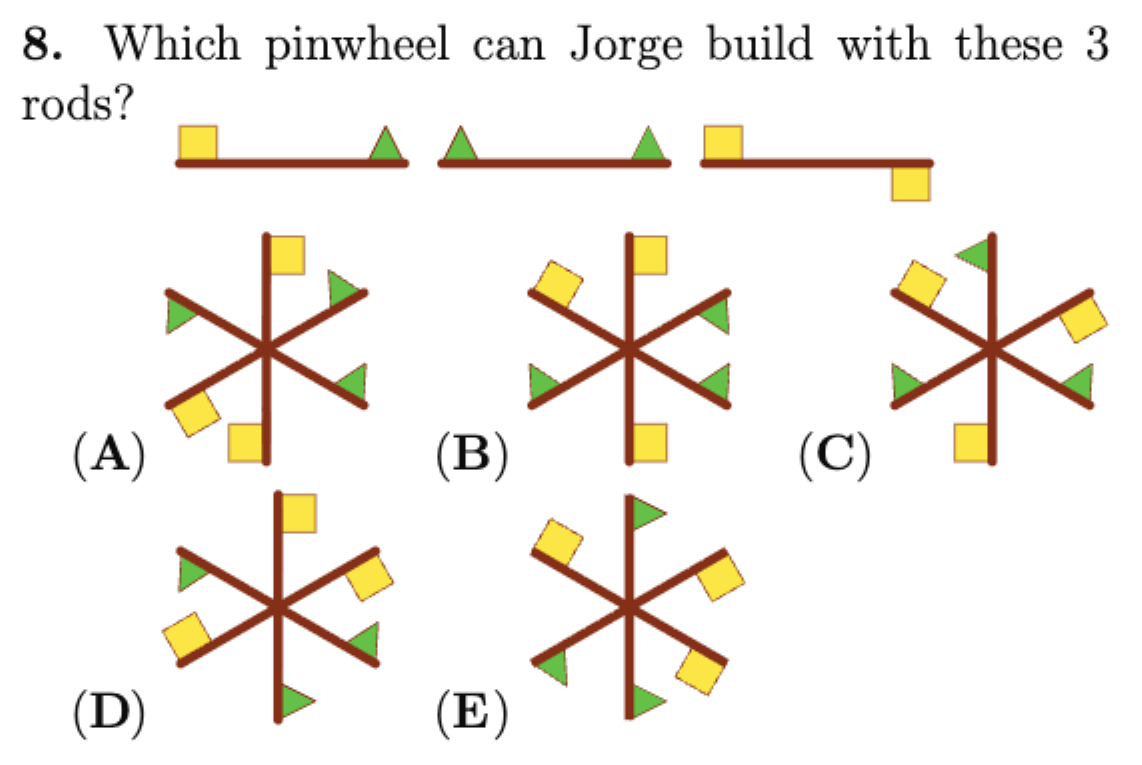 8. Which pinwheel can Jorge build with these 3
rods?
(A) (B) (C)
(D) (E)